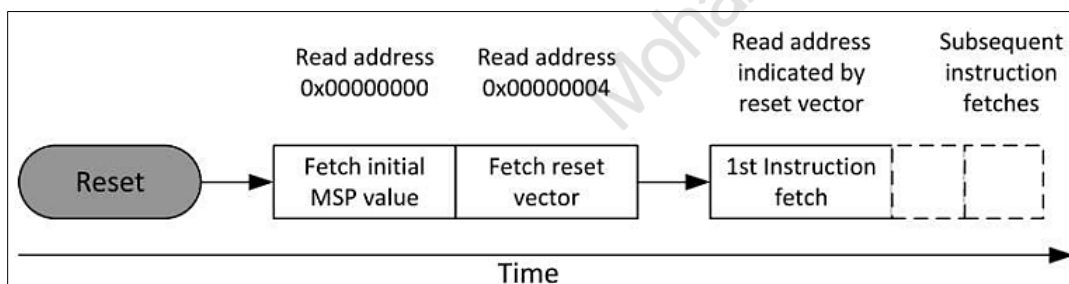 Read address
0x00000000
Read address
0x00000004
Read address
indicated by
reset vector
Subsequent
instruction
fetches
Reset
Fetch initial
MSP value
Fetch reset
vector
1st Instruction
fetch
Time